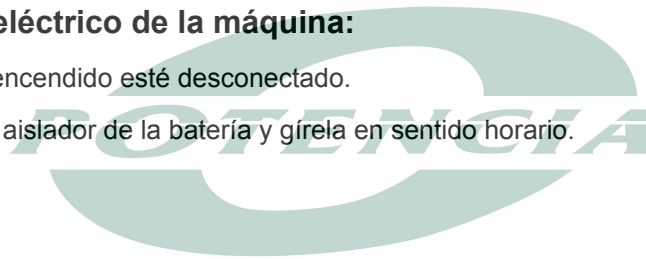 eléctrico de la máquina:
encendido esté desconectado.
aislador de la batería y gírela en sentido horario.
POTENCIA